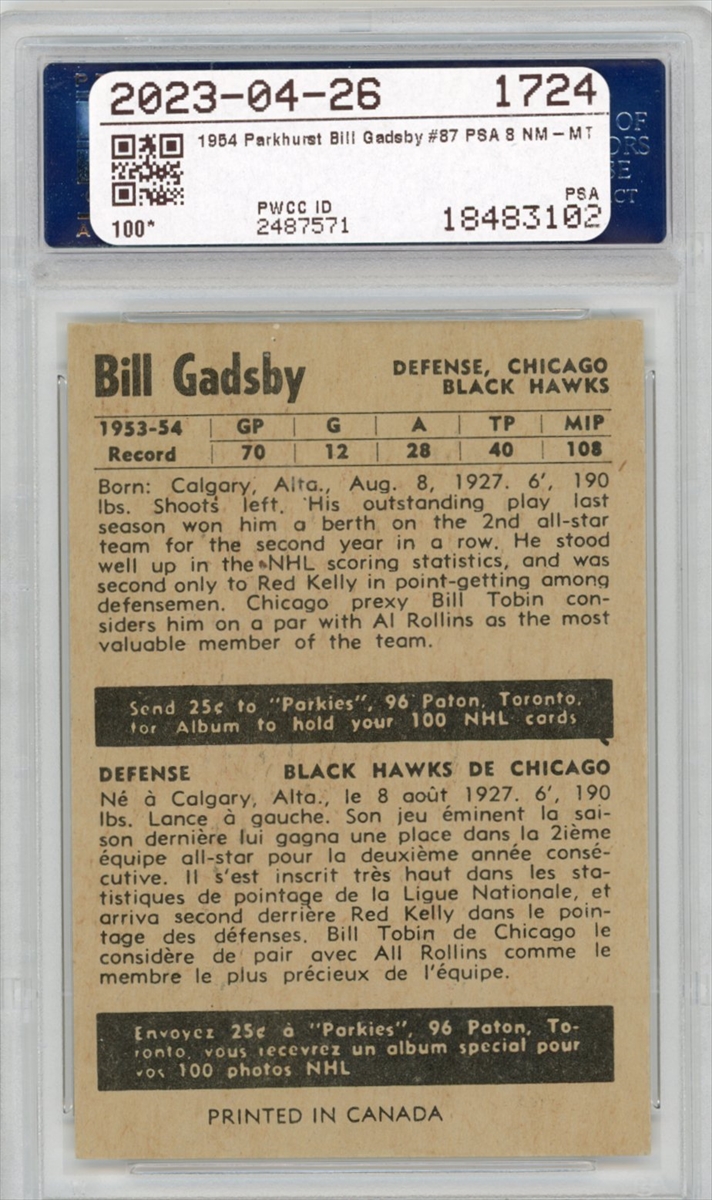 2023-04-26 1724
1954 Parkhurst Bill Gadsby #87 PSA 8 NM-MT
PWCC ID PSA
100* 2487571 18483102
OF
CT
Bill Gadsby DEFENSE, CHICAGO
BLACK HAWKS
1953-54 | GP | G | A | TP | MIP
Record | 70 | 12 | 28 | 40 | 108
Born: Calgary, Alta., Aug. 8, 1927. 6', 190
lbs. Shoots left. His outstanding play last
season won him a berth on the 2nd all-star
team for the second year in a row. He stood
well up in the NHL scoring statistics, and was
second only to Red Kelly in point-getting among
defensemen. Chicago prexy Bill Tobin con-
siders him on a par with Al Rollins as the most
valuable member of the team.
Send 25¢ to "Parkies", 96 Paton, Toronto,
for Album to hold your 100 NHL cards
DEFENSE BLACK HAWKS DE CHICAGO
Né à Calgary, Alta., le 8 août 1927. 6', 190
lbs. Lance à gauche. Son jeu éminent la sai-
son dernière lui gagna une place dans la 2ième
équipe all-star pour la deuxième année consé-
cutive. Il s'est inscrit très haut dans les sta-
tistiques de pointage de la Ligue Nationale, et
arriva second derrière Red Kelly dans le poin-
tage des défenses. Bill Tobin de Chicago le
considère de pair avec All Rollins comme le
membre le plus précieux de l'équipe.
Envoyez 25¢ à "Parkies", 96 Paton, To-
ronto, vous recevrez un album special pour
vos 100 photos NHL
PRINTED IN CANADA